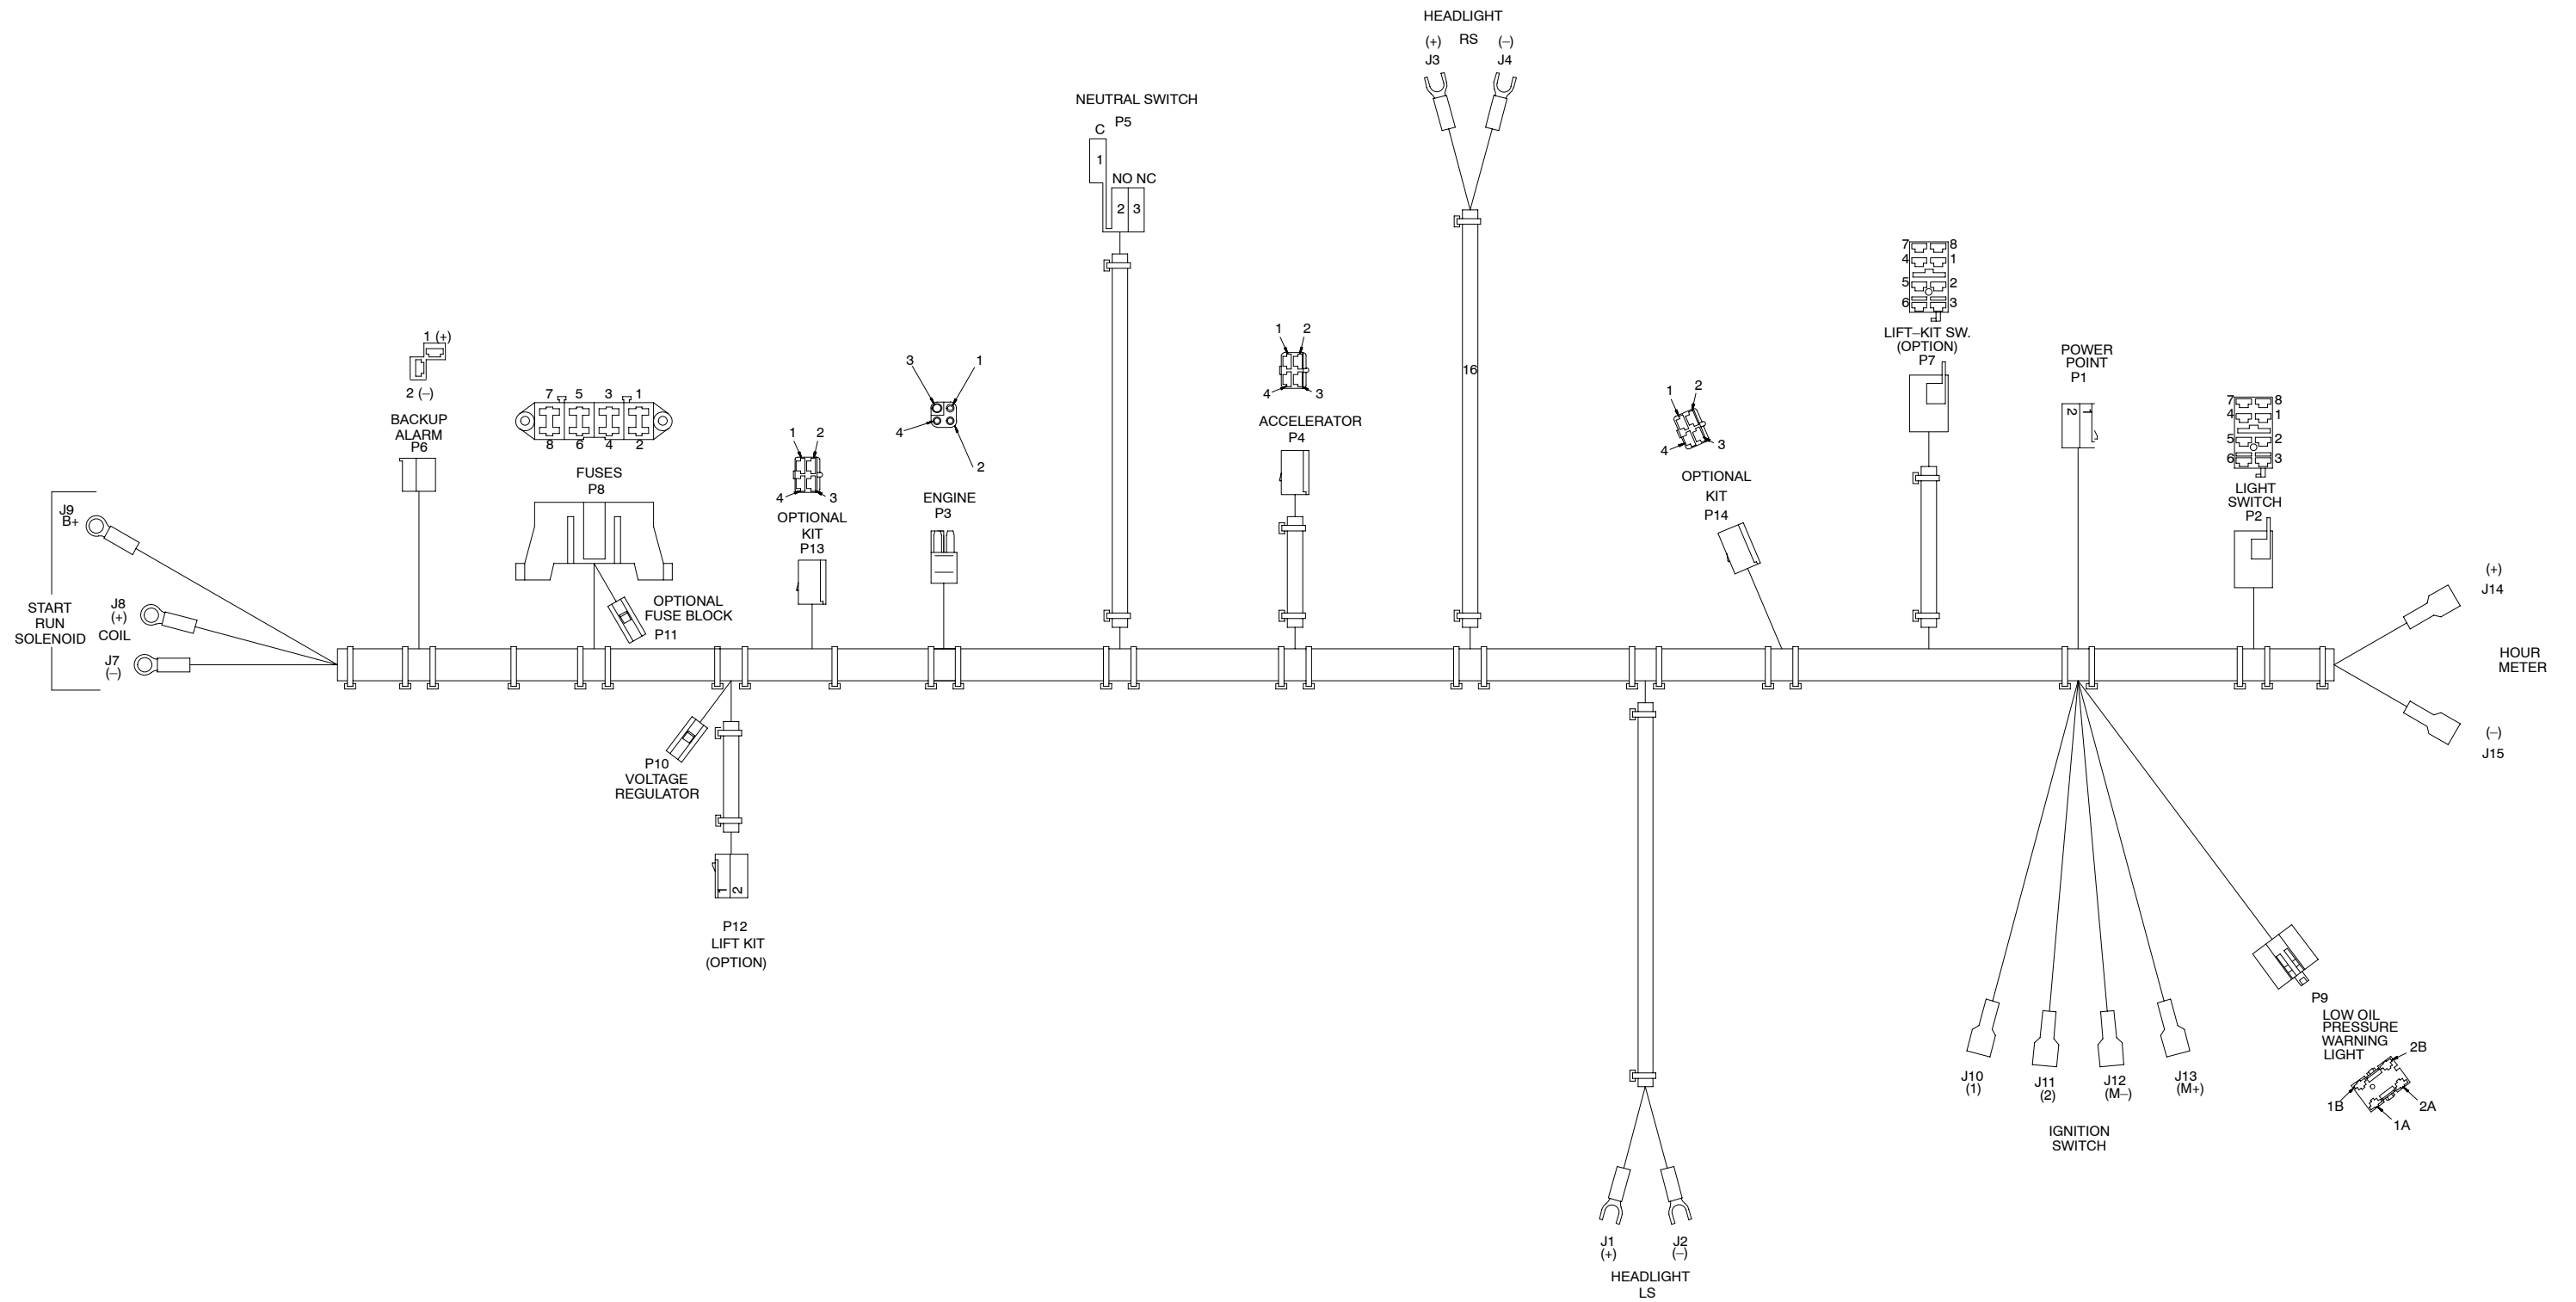 HEADLIGHT
(+) RS (–)
J3 J4
NEUTRAL SWITCH
P5
C
1
NO NC
2 3
16
7 8
4 1
5 2
6 3
LIFT–KIT SW.
(OPTION)
P7
1 (+)
2 (–)
BACKUP
ALARM
P6
7 5 3 1
8 6 4 2
FUSES
P8
1 2
4 3
OPTIONAL
KIT
P13
3 1
4
2
ENGINE
P3
1 2
4 3
ACCELERATOR
P4
1 2
4 3
OPTIONAL
KIT
P14
POWER
POINT
P1
2 1
7 8
4 1
5 2
6 3
LIGHT
SWITCH
P2
J9
B+
START
RUN
SOLENOID
J8
(+)
COIL
J7
(–)
OPTIONAL
FUSE BLOCK
P11
(+)
J14
HOUR
METER
(–)
J15
P10
VOLTAGE
REGULATOR
1 2
P12
LIFT KIT
(OPTION)
J10
(1)
J11
(2)
J12
(M–)
J13
(M+)
IGNITION
SWITCH
P9
LOW OIL
PRESSURE
WARNING
LIGHT
2B
1B
2A
1A
J1
(+)
J2
(–)
HEADLIGHT
LS